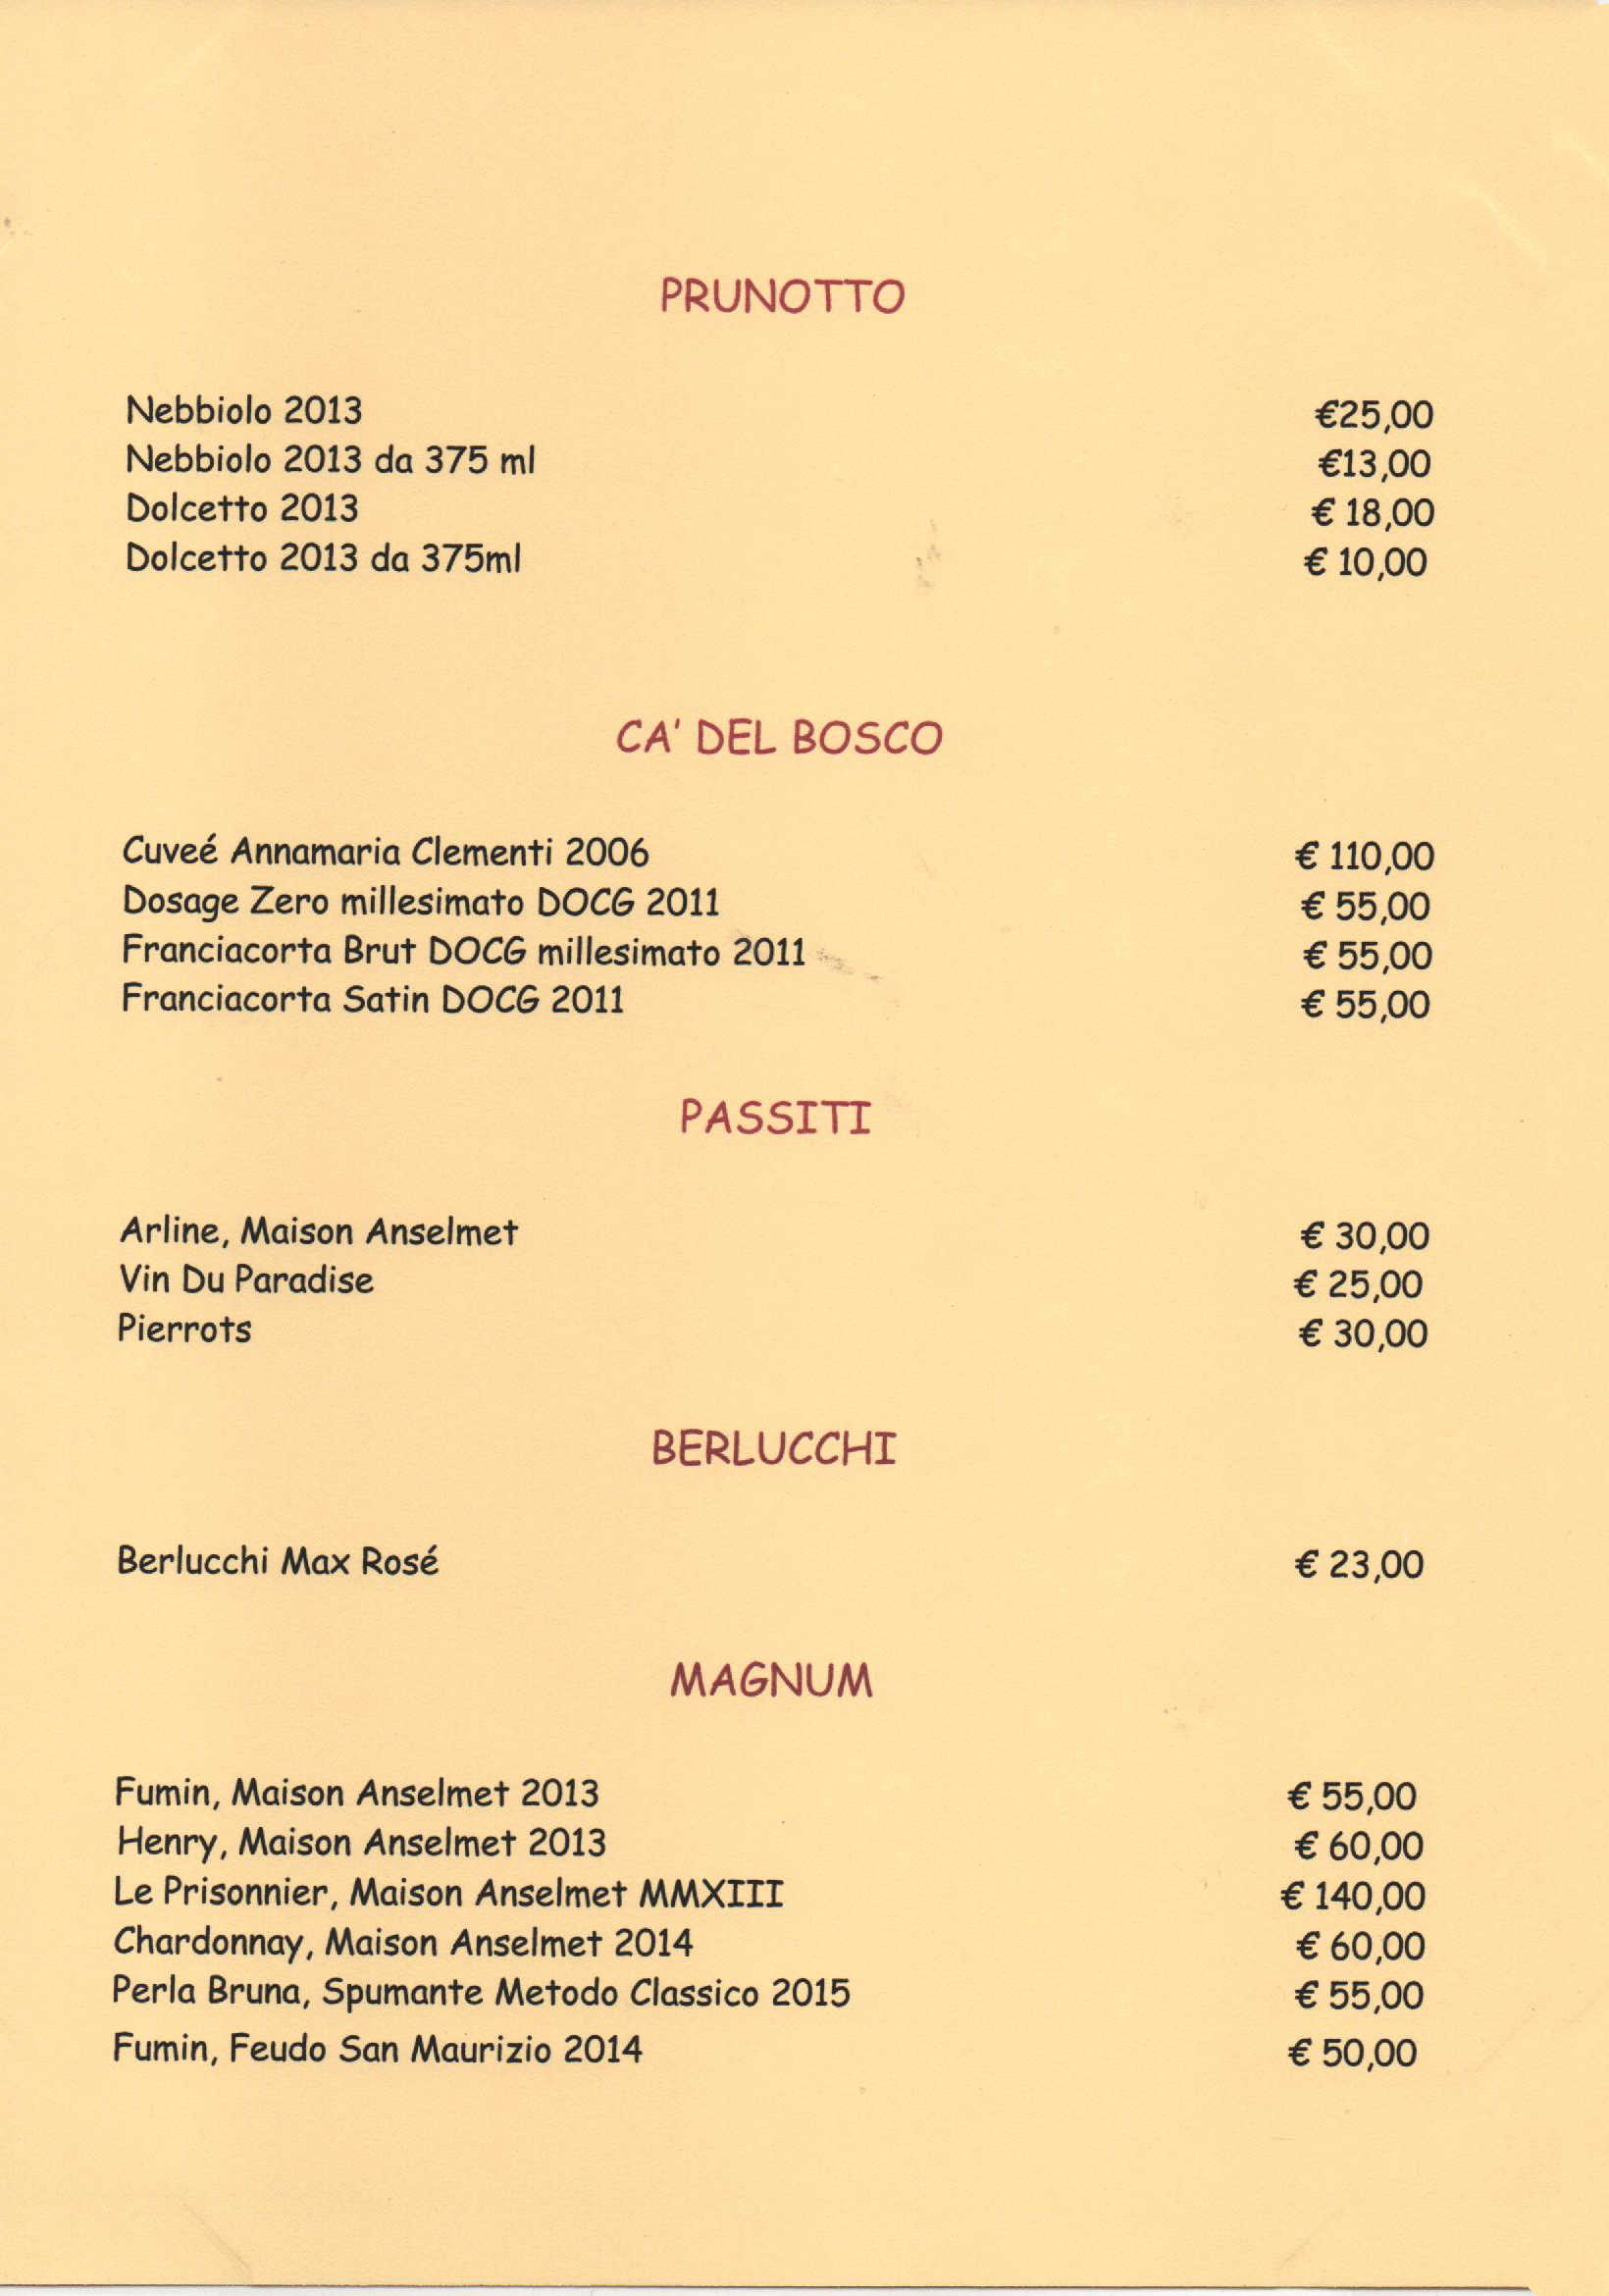 PRUNOTTO
Nebbiolo 2013 €25,00
Nebbiolo 2013 da 375 ml €13,00
Dolcetto 2013 € 18,00
Dolcetto 2013 da 375ml € 10,00
CA' DEL BOSCO
Cuveé Annamaria Clementi 2006 € 110,00
Dosage Zero millesimato DOCG 2011 € 55,00
Franciacorta Brut DOCG millesimato 2011 € 55,00
Franciacorta Satin DOCG 2011 € 55,00
PASSITI
Arline, Maison Anselmet € 30,00
Vin Du Paradise € 25,00
Pierrots € 30,00
BERLUCCHI
Berlucchi Max Rosé € 23,00
MAGNUM
Fumin, Maison Anselmet 2013 € 55,00
Henry, Maison Anselmet 2013 € 60,00
Le Prisonnier, Maison Anselmet MMXIII € 140,00
Chardonnay, Maison Anselmet 2014 € 60,00
Perla Bruna, Spumante Metodo Classico 2015 € 55,00
Fumin, Feudo San Maurizio 2014 € 50,00